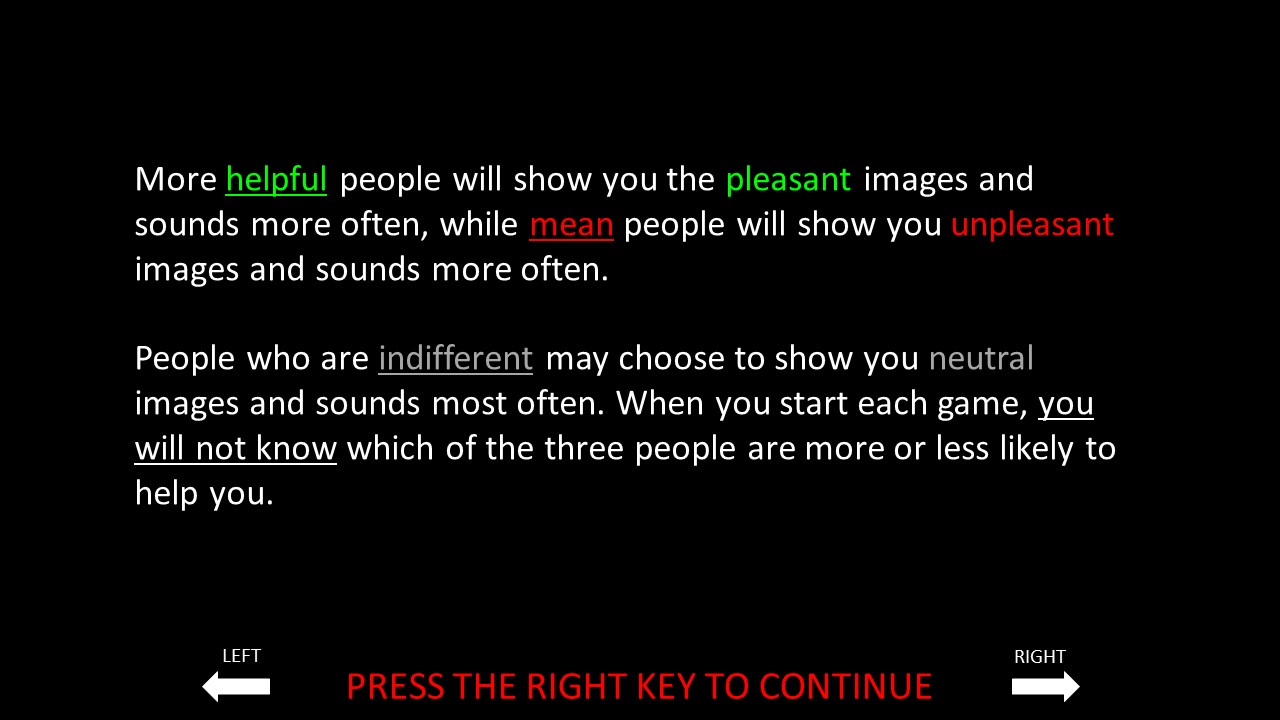 More helpful people will show you the pleasant images and
sounds more often, while mean people will show you unpleasant
images and sounds more often.
People who are indifferent may choose to show you neutral
images and sounds most often. When you start each game, you
will not know which of the three people are more or less likely to
help you.
LEFT
RIGHT
PRESS THE RIGHT KEY TO CONTINUE